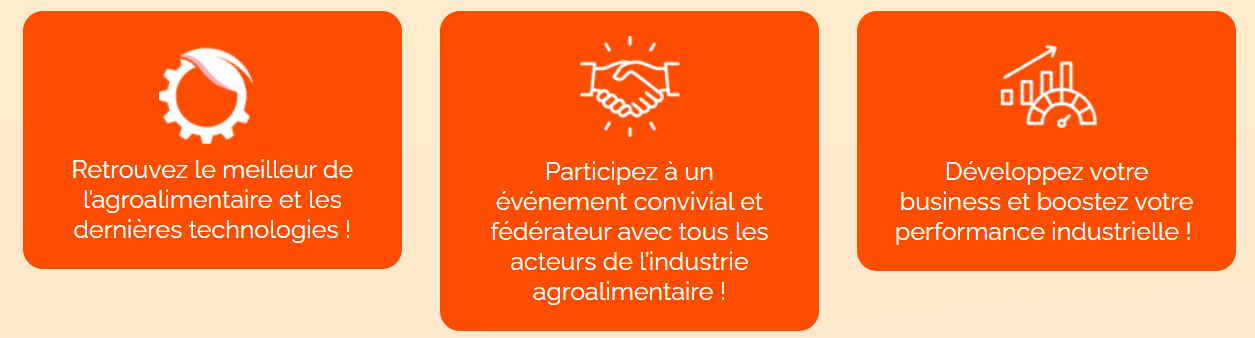 Retrouvez le meilleur de
l'agroalimentaire et les
dernières technologies !
Participez à un
événement convivial et
fédérateur avec tous les
acteurs de l'industrie
agroalimentaire !
Développez votre
business et boostez votre
performance industrielle !